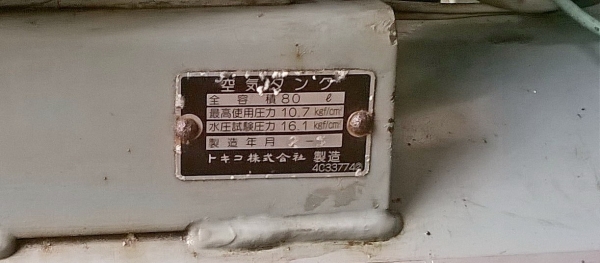 空気タンク
全容積 80 ℓ
最高使用圧力 10.7 kgf/cm²
水圧試験圧力 16.1 kgf/cm²
製造年月
トキコ株式会社 製造
4C33774